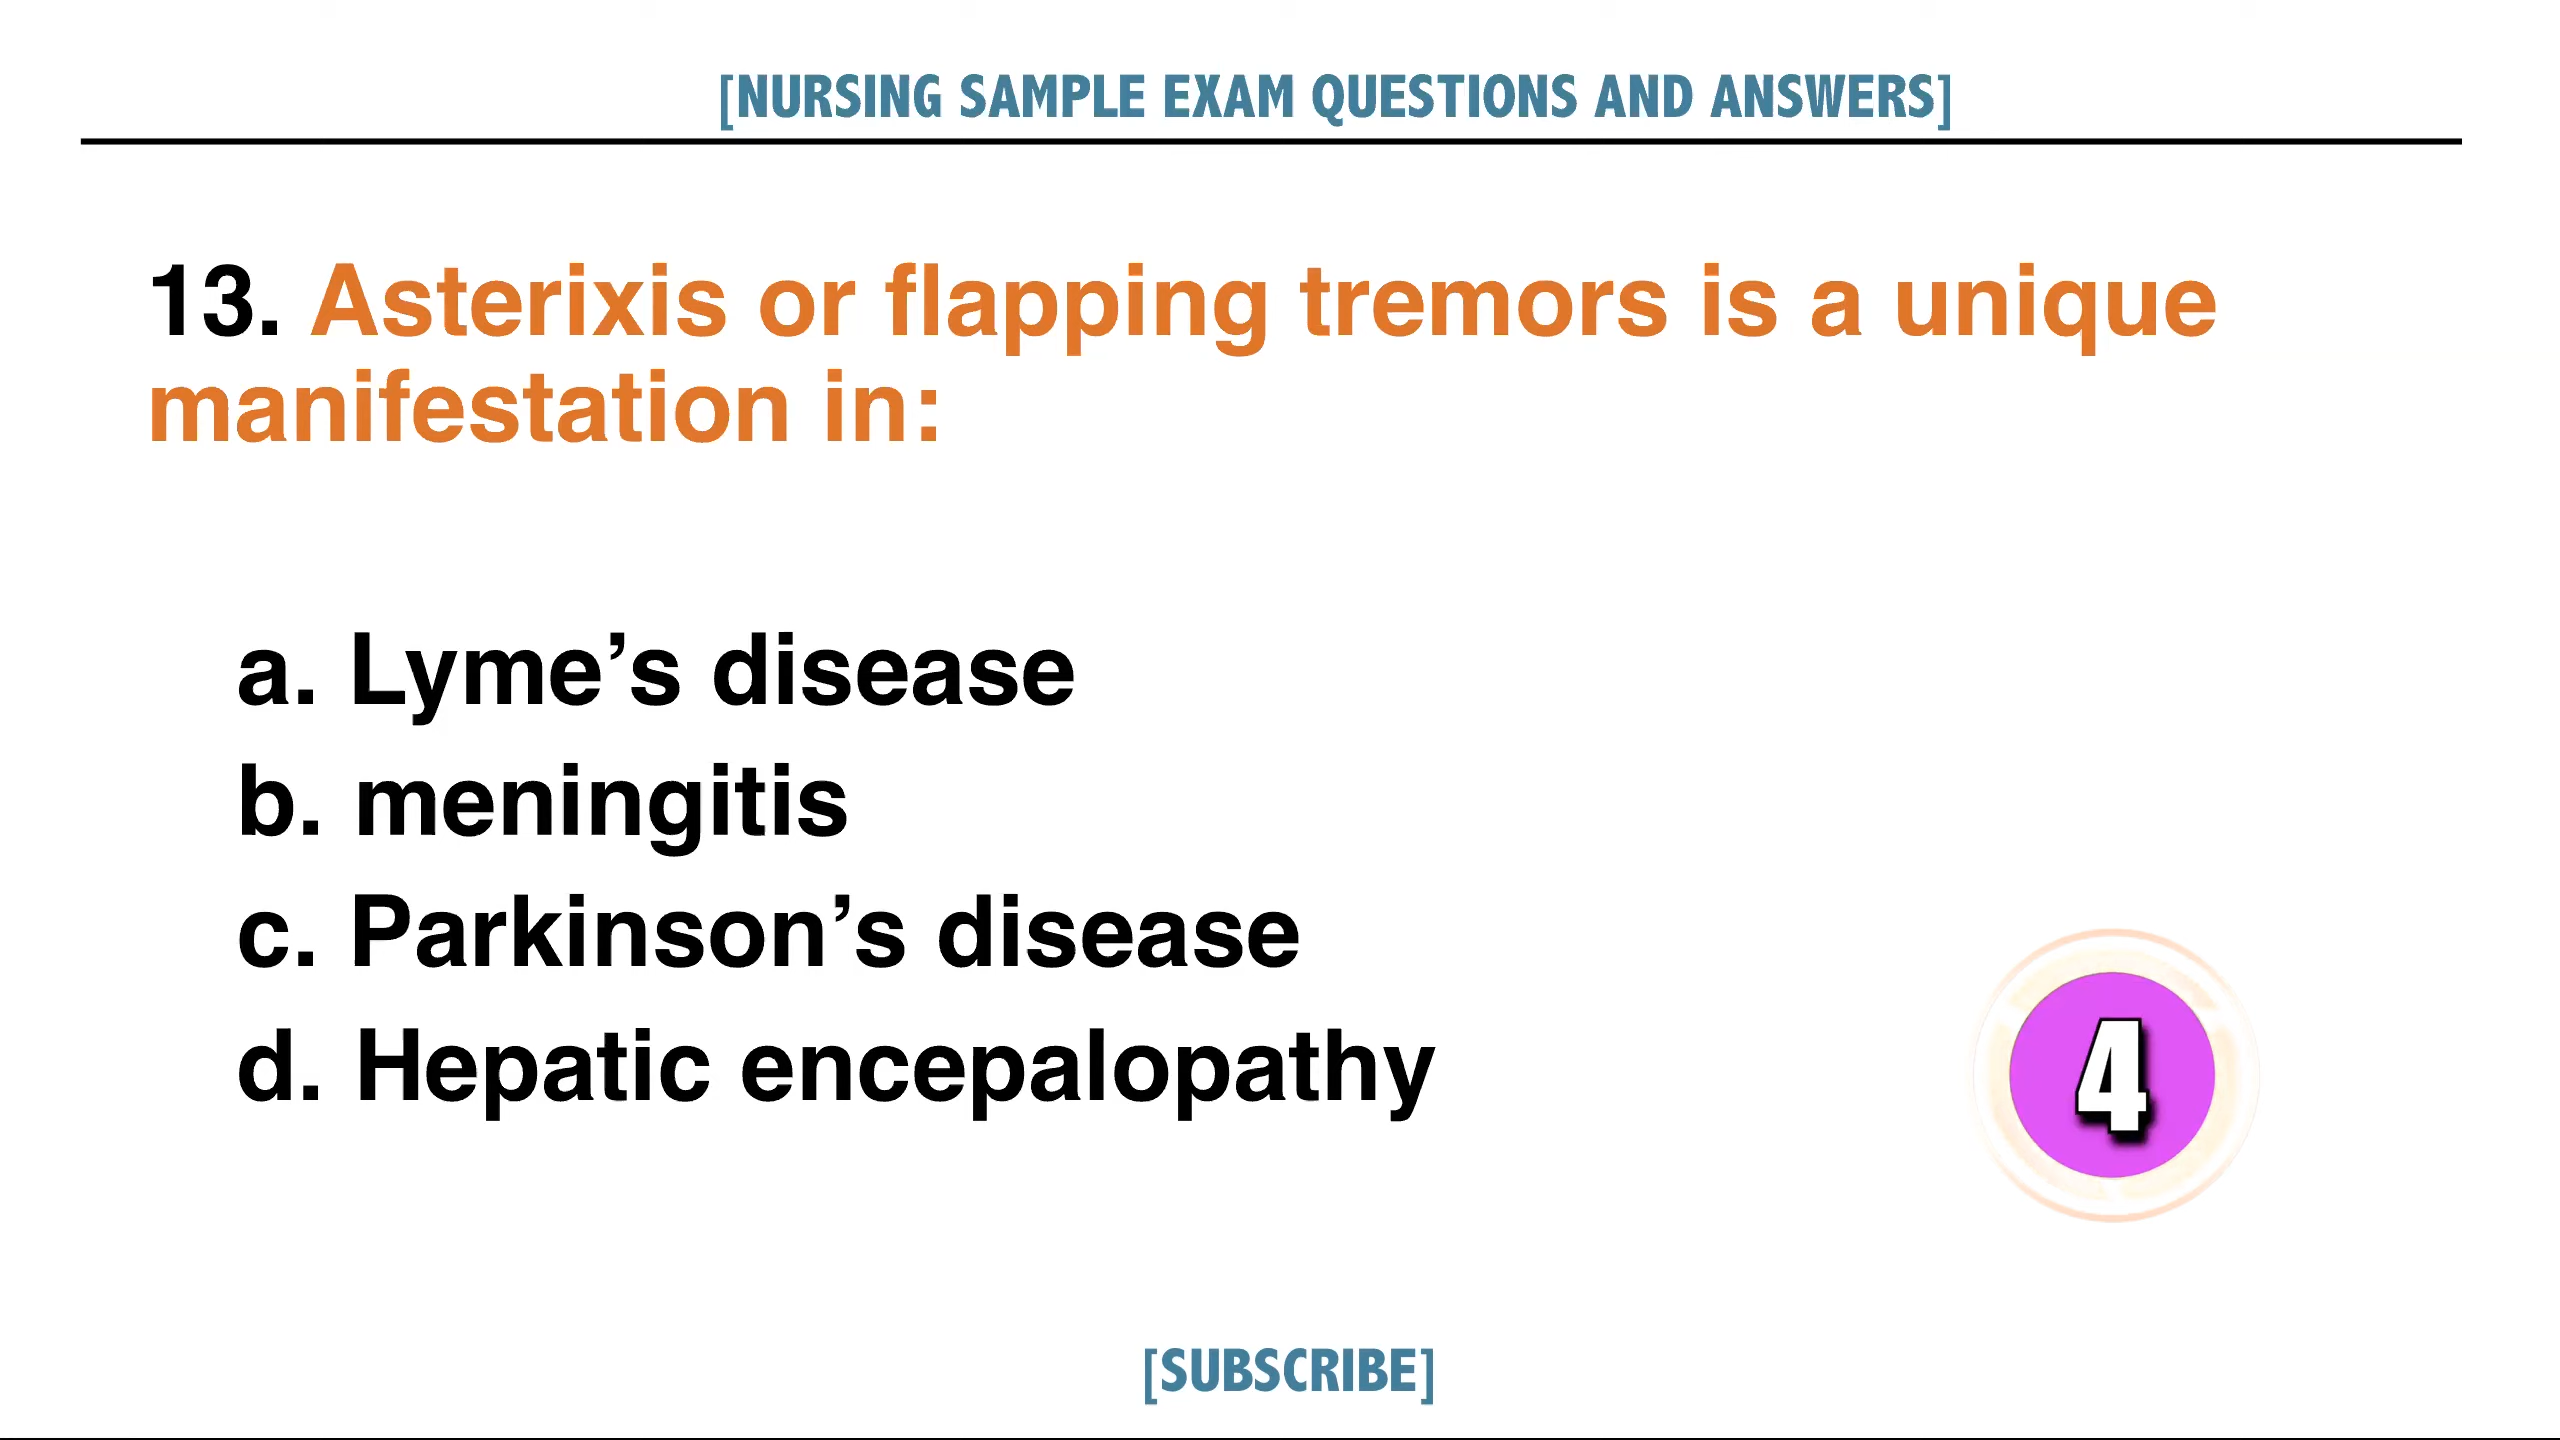 [NURSING SAMPLE EXAM QUESTIONS AND ANSWERS]
13. Asterixis or flapping tremors is a unique
manifestation in:
a. Lyme’s disease
b. meningitis
c. Parkinson’s disease
d. Hepatic encepalopathy
4
[SUBSCRIBE]